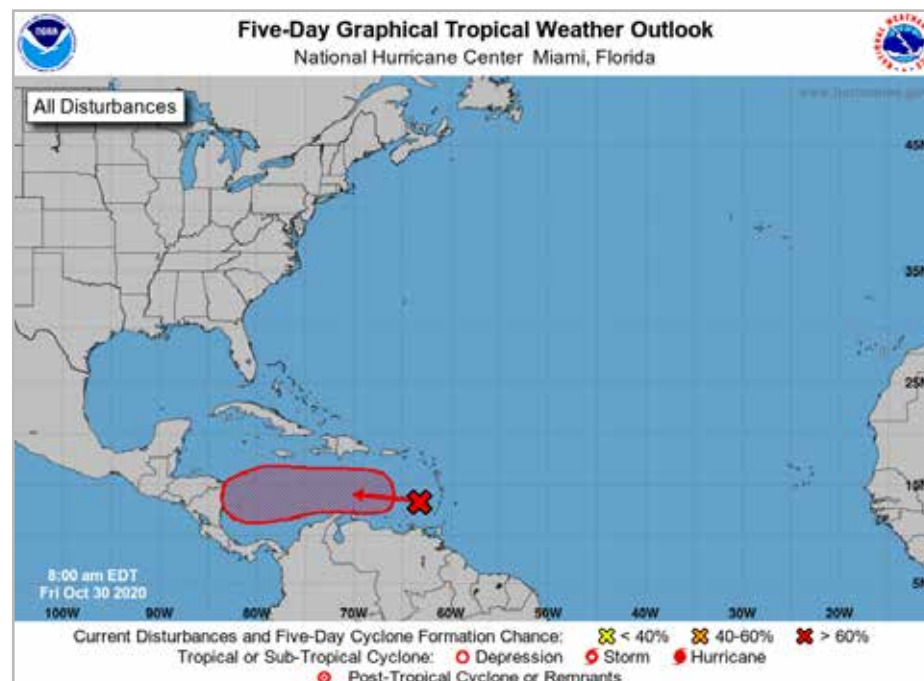 Five-Day Graphical Tropical Weather Outlook
National Hurricane Center Miami, Florida
All Disturbances
45N
35N
25N
5N
8:00 am EDT
Fri Oct 30 2020
100W 90W 80W 70W 60W 50W 40W 30W 20W
Current Disturbances and Five-Day Cyclone Formation Chance: < 40% 40-60% > 60%
Tropical or Sub-Tropical Cyclone: Depression Storm Hurricane
Post-Tropical Cyclone or Remnants